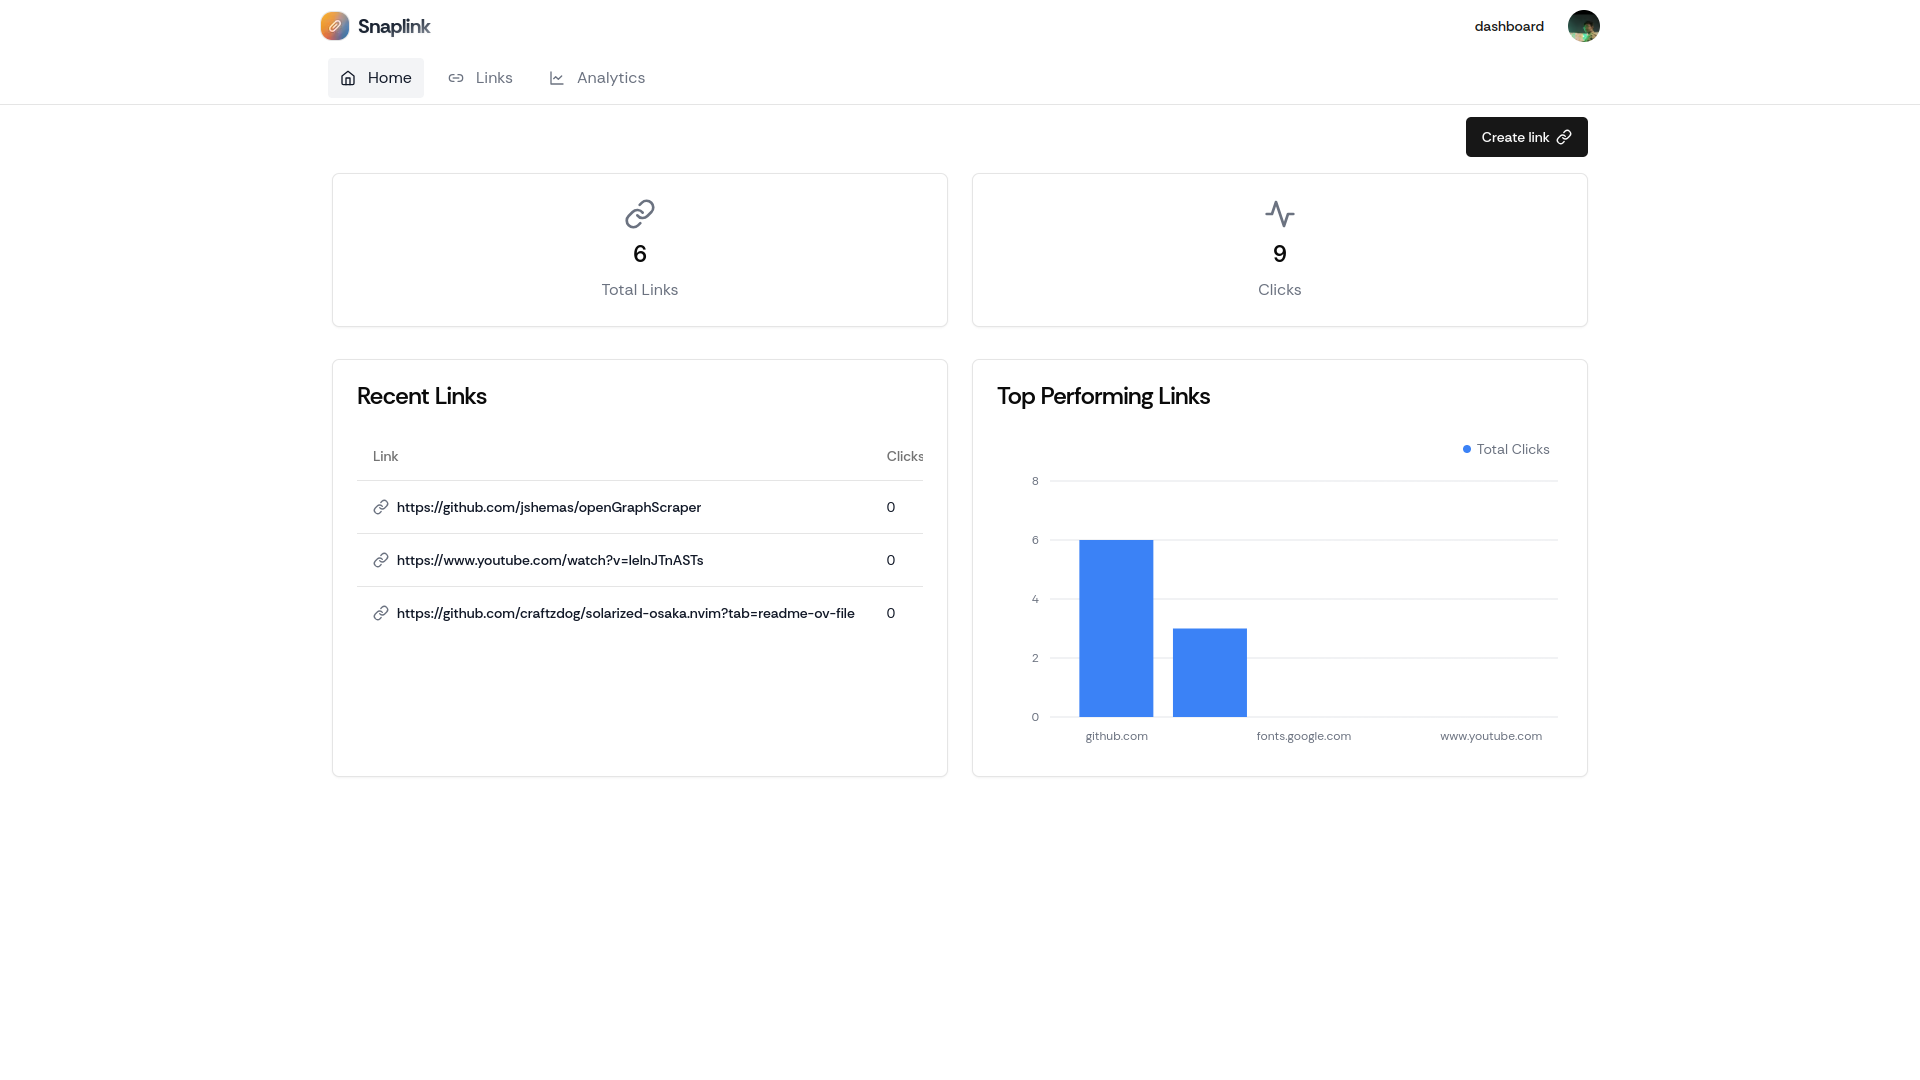 Snaplink
dashboard
Home
Links
Analytics
Create link
6
Total Links
9
Clicks
Recent Links
Link
Clicks
https://github.com/jshemas/openGraphScraper
0
https://www.youtube.com/watch?v=IelnJTnASTs
0
https://github.com/craftzdog/solarized-osaka.nvim?tab=readme-ov-file
0
Top Performing Links
Total Clicks
8
6
4
2
0
github.com
fonts.google.com
www.youtube.com